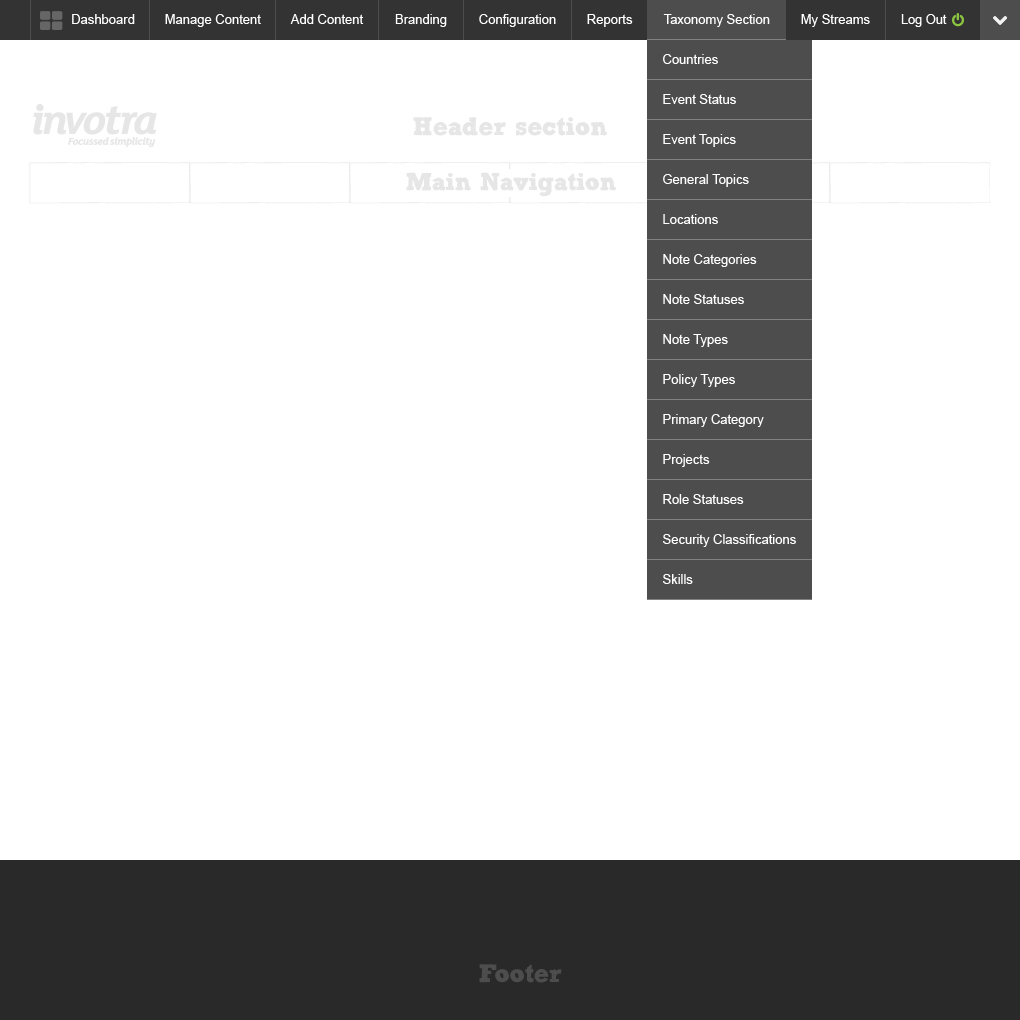 Dashboard Manage Content Add Content Branding Configuration Reports Taxonomy Section My Streams Log Out
Countries
Event Status
Event Topics
General Topics
Locations
Note Categories
Note Statuses
Note Types
Policy Types
Primary Category
Projects
Role Statuses
Security Classifications
Skills
invotra
Focussed simplicity
Header section
Main Navigation
Footer